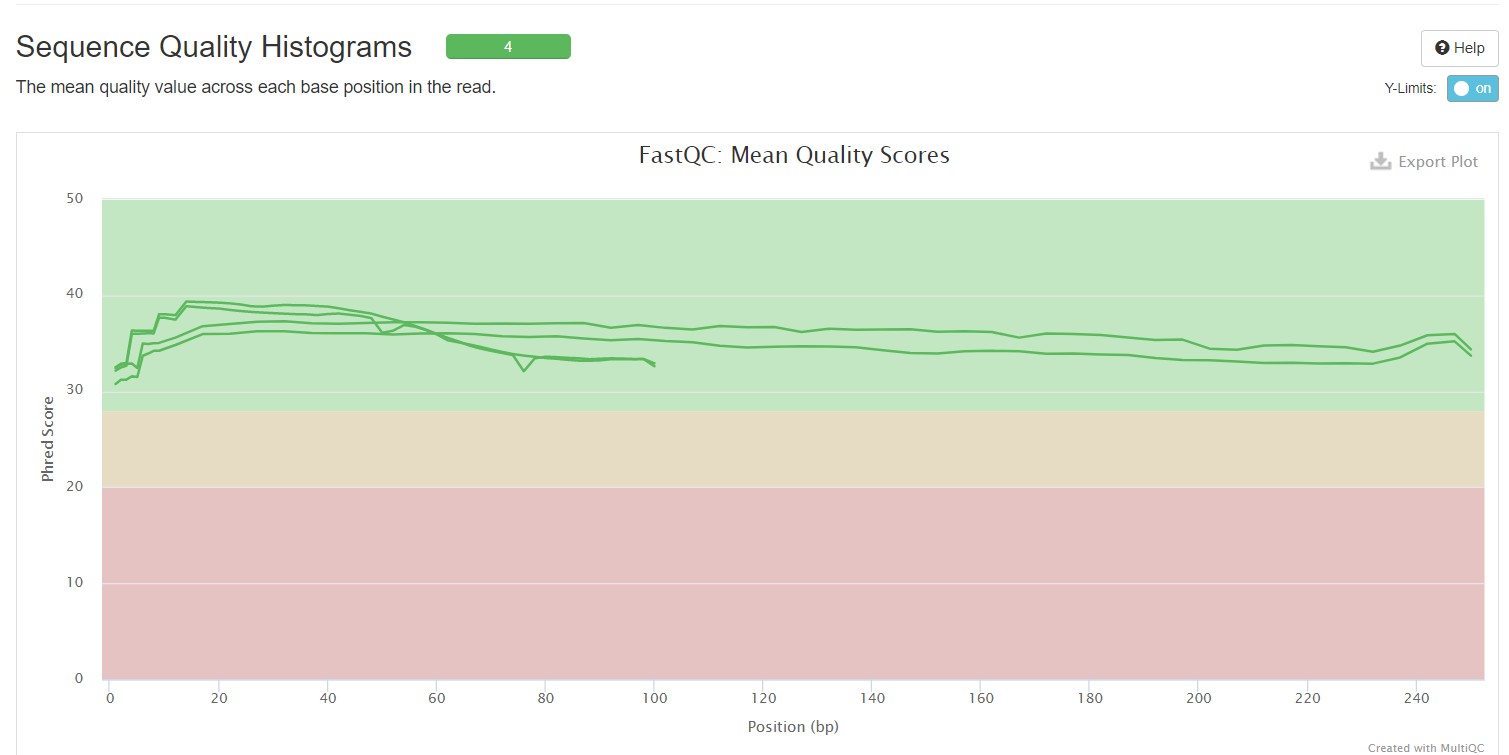 Sequence Quality Histograms 4
Help
The mean quality value across each base position in the read.
Y-Limits: on
FastQC: Mean Quality Scores
Export Plot
50
40
30
20
10
0
Phred Score
0 20 40 60 80 100 120 140 160 180 200 220 240
Position (bp)
Created with MultiQC